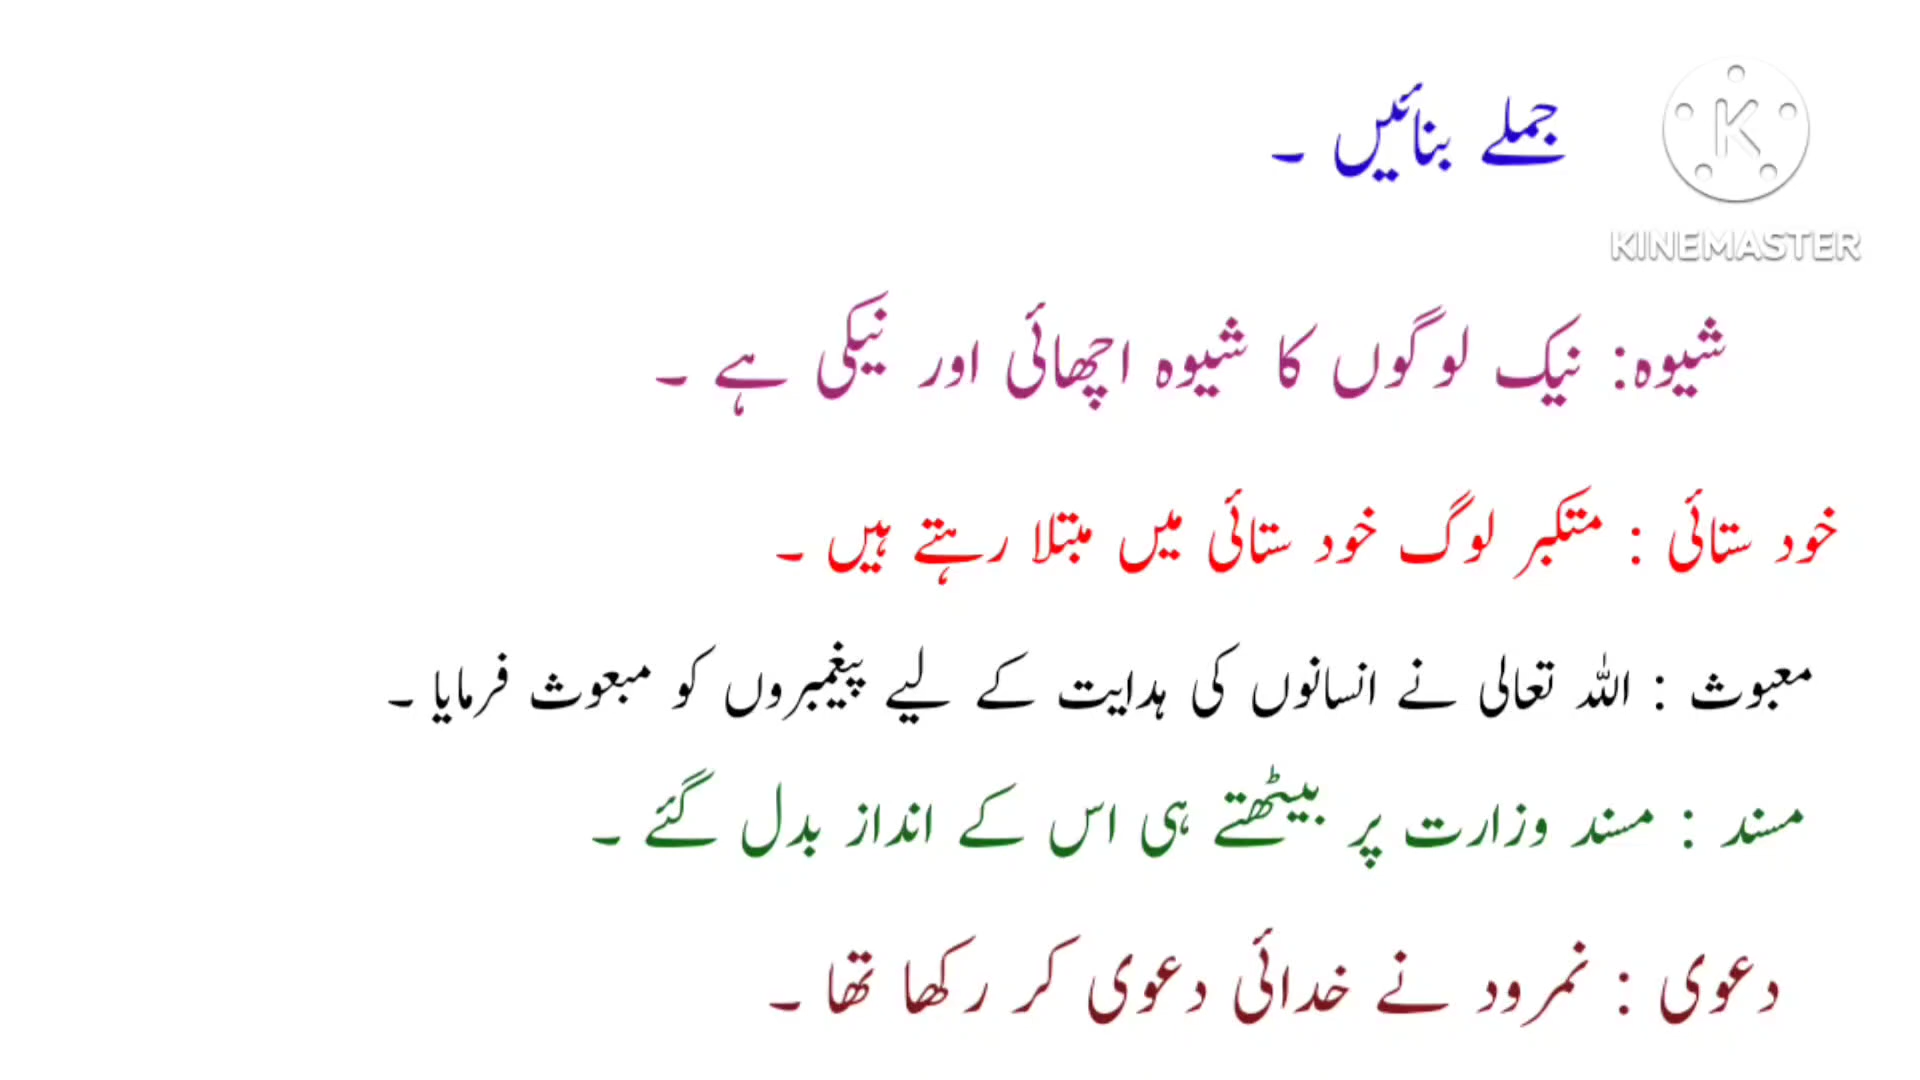 جملے بنائیں ۔
KINEMASTER
شیوہ: نیک لوگوں کا شیوہ اچھائی اور نیکی ہے ۔
خود ستائی : متکبر لوگ خود ستائی میں مبتلا رہتے ہیں ۔
معبوث : اللہ تعالی نے انسانوں کی ہدایت کے لیے پیغمبروں کو مبعوث فرمایا ۔
مسند : مسند وزارت پر بیٹھتے ہی اس کے انداز بدل گئے ۔
دعوی : نمرود نے خدائی دعوی کر رکھا تھا ۔